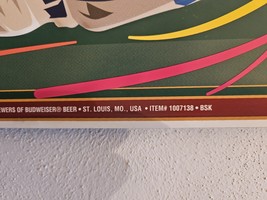 EWERS OF BUDWEISER® BEER • ST. LOUIS, MO., USA • ITEM# 1007138 • BSK